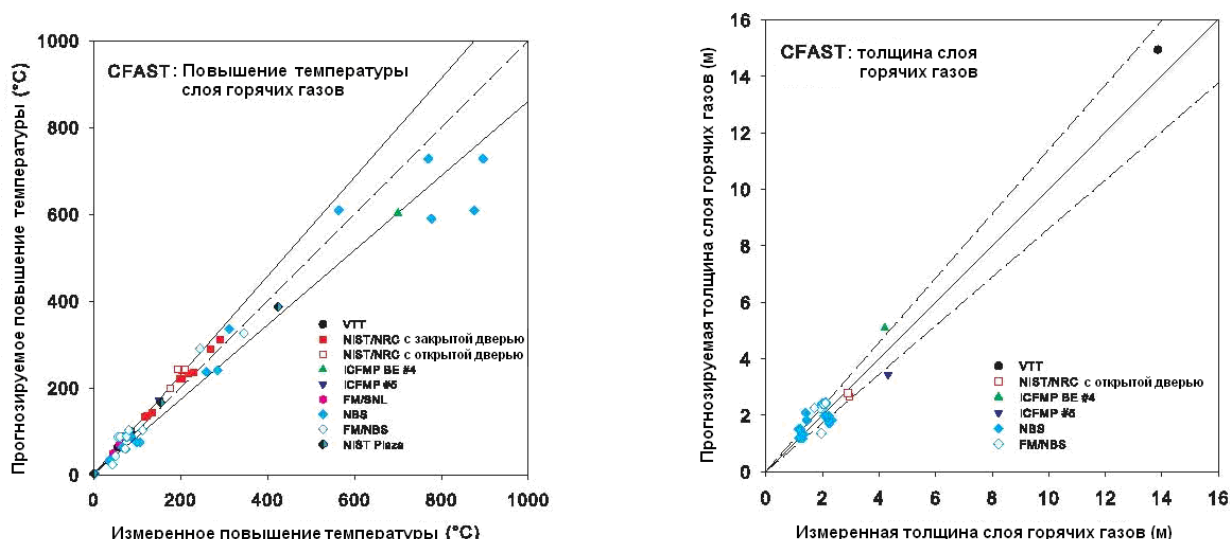 Прогнозируемое повышение температуры (°C)
1000
800
600
400
200
0
CFAST: Повышение температуры
слоя горячих газов
VTT
NIST/NRC с закрытой дверью
NIST/NRC с открытой дверью
ICFMP BE #4
ICFMP #5
FM/SNL
NBS
FM/NBS
NIST Plaza
0 200 400 600 800 1000
Измеренное повышение температуры (°C)
Прогнозируемая толщина слоя горячих газов (м)
16
14
12
10
8
6
4
2
0
CFAST: толщина слоя
горячих газов
VTT
NIST/NRC с открытой дверью
ICFMP BE #4
ICFMP #5
NBS
FM/NBS
0 2 4 6 8 10 12 14 16
Измеренная толщина слоя горячих газов (м)